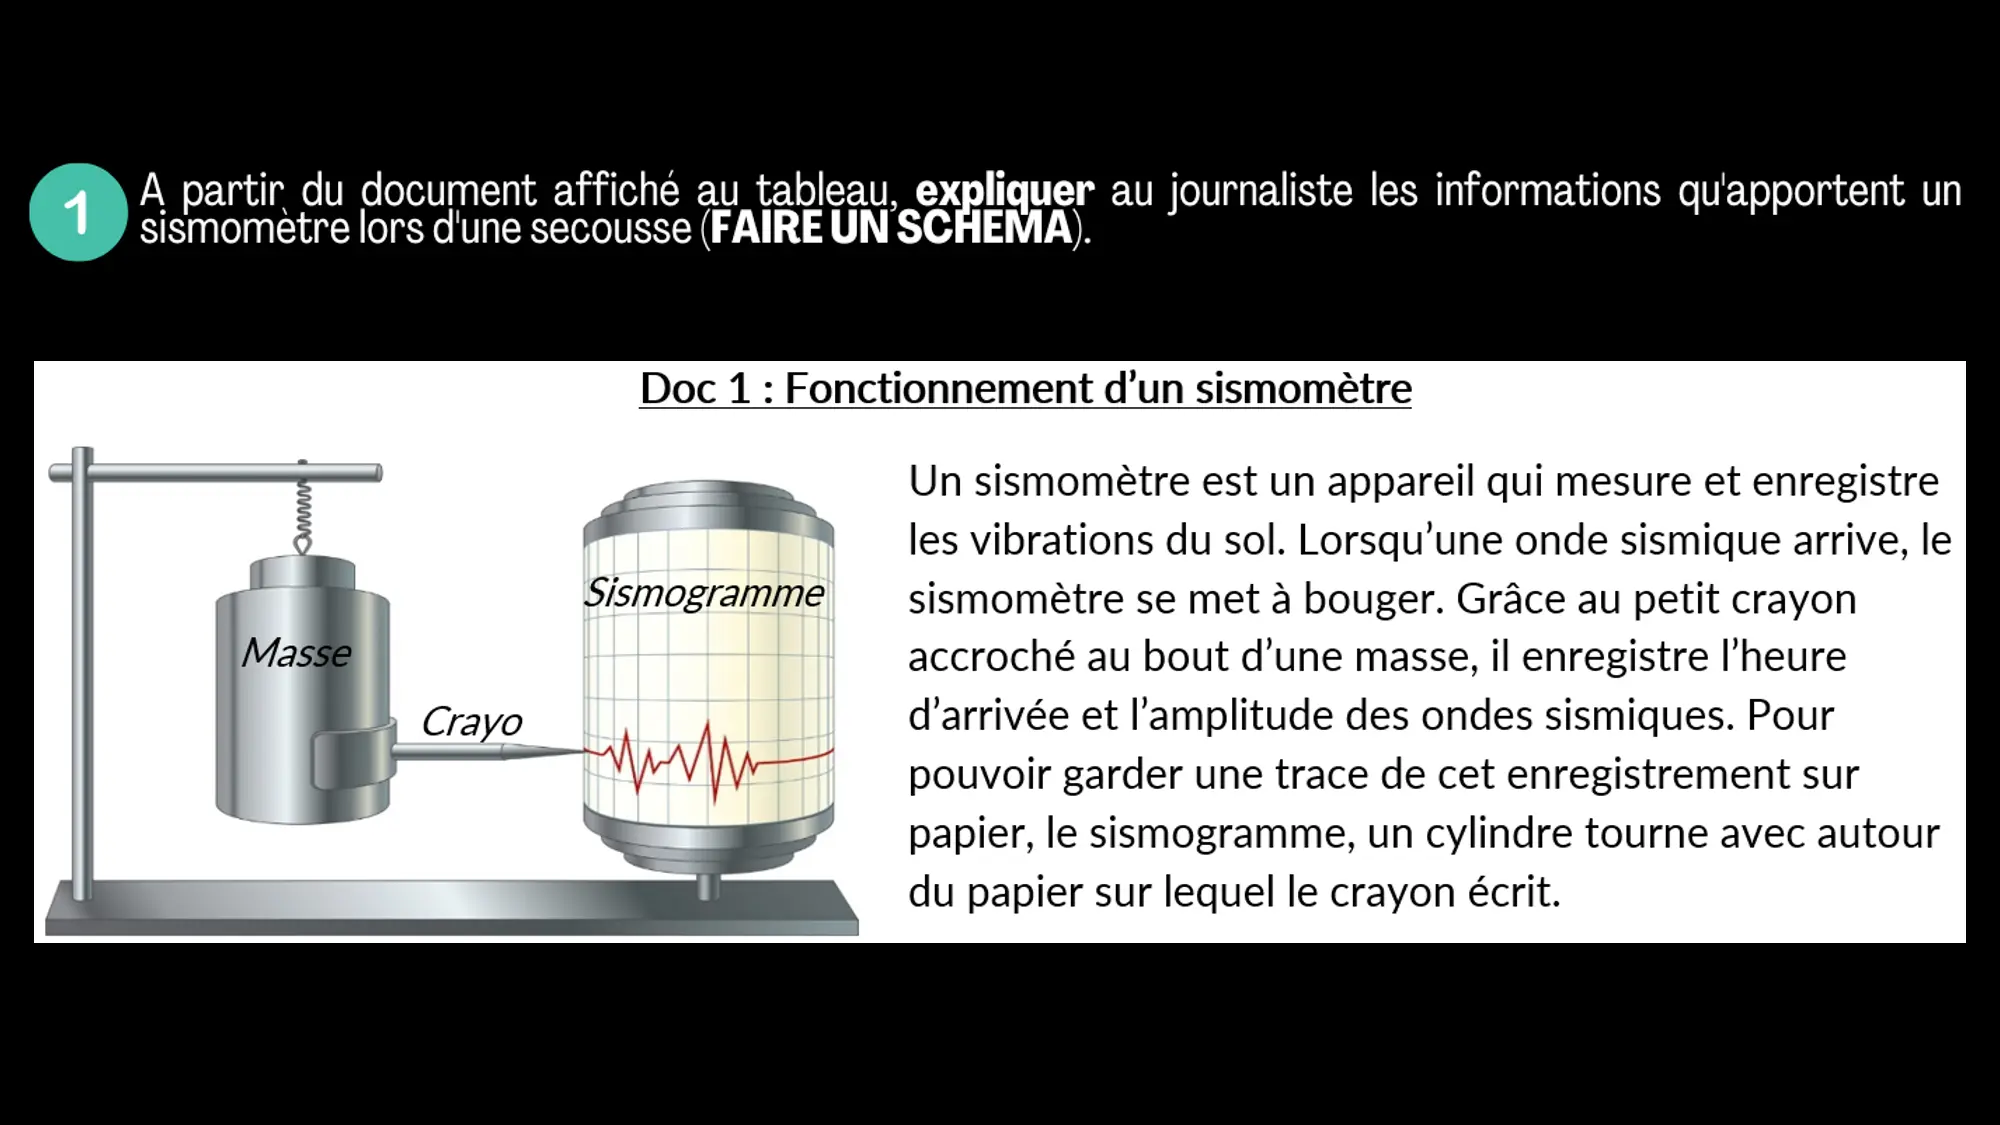 1
A partir du document affiché au tableau, expliquer au journaliste les informations qu'apportent un
sismomètre lors d'une secousse (FAIRE UN SCHEMA).
Doc 1 : Fonctionnement d’un sismomètre
Masse
Crayo
Sismogramme
Un sismomètre est un appareil qui mesure et enregistre
les vibrations du sol. Lorsqu’une onde sismique arrive, le
sismomètre se met à bouger. Grâce au petit crayon
accroché au bout d’une masse, il enregistre l’heure
d’arrivée et l’amplitude des ondes sismiques. Pour
pouvoir garder une trace de cet enregistrement sur
papier, le sismogramme, un cylindre tourne avec autour
du papier sur lequel le crayon écrit.